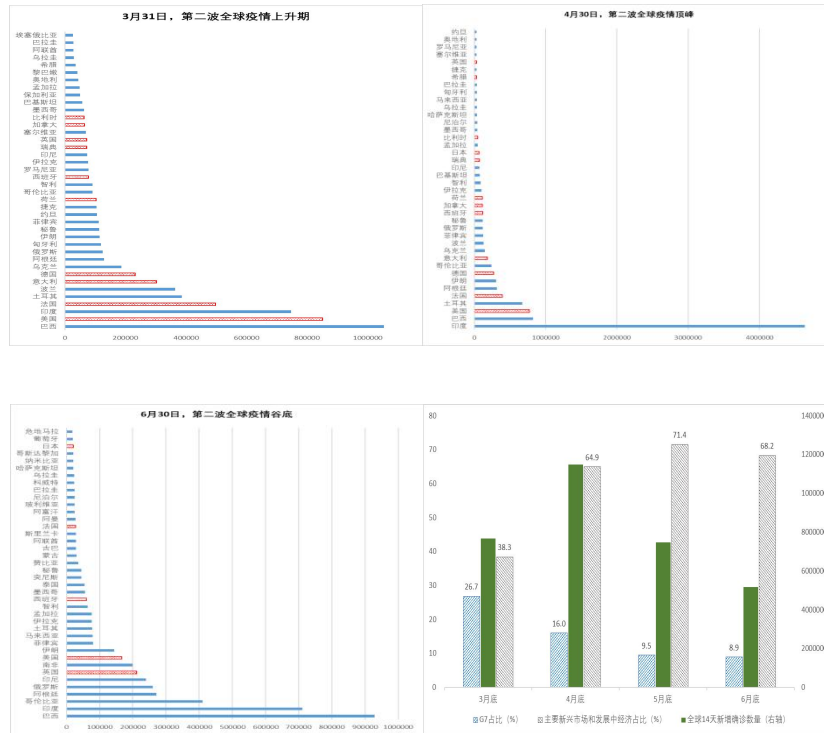 3月31日，第二波全球疫情上升期
埃塞俄比亚
巴拉圭
阿联酋
乌拉圭
希腊
黎巴嫩
奥地利
孟加拉
保加利亚
巴基斯坦
墨西哥
比利时
加拿大
塞尔维亚
英国
瑞典
印尼
伊拉克
罗马尼亚
西班牙
智利
哥伦比亚
荷兰
捷克
约旦
菲律宾
秘鲁
伊朗
匈牙利
俄罗斯
阿根廷
乌克兰
德国
意大利
波兰
土耳其
法国
印度
美国
巴西
0 200000 400000 600000 800000 1000000
4月30日，第二波全球疫情顶峰
约旦
奥地利
罗马尼亚
塞尔维亚
英国
捷克
希腊
巴拉圭
匈牙利
马来西亚
乌拉圭
哈萨克斯坦
尼泊尔
墨西哥
比利时
孟加拉
日本
瑞典
印尼
巴基斯坦
智利
伊拉克
荷兰
加拿大
西班牙
秘鲁
俄罗斯
菲律宾
波兰
乌克兰
意大利
哥伦比亚
德国
伊朗
阿根廷
法国
土耳其
美国
巴西
印度
0 1000000 2000000 3000000 4000000
6月30日，第二波全球疫情谷底
危地马拉
葡萄牙
日本
哥斯达黎加
纳米比亚
哈萨克斯坦
乌拉圭
科威特
巴拉圭
尼泊尔
玻利维亚
阿富汗
阿曼
法国
斯里兰卡
阿联酋
古巴
蒙古
赞比亚
秘鲁
突尼斯
泰国
墨西哥
西班牙
智利
孟加拉
伊拉克
土耳其
马来西亚
菲律宾
伊朗
美国
南非
英国
印尼
俄罗斯
阿根廷
哥伦比亚
印度
巴西
0 100000 200000 300000 400000 500000 600000 700000 800000 900000 1000000
80
70
60
50
40
30
20
10
0
26.7
38.3
16.0
64.9
9.5
71.4
8.9
68.2
1400000
1200000
1000000
800000
600000
400000
200000
0
3月底 4月底 5月底 6月底
G7占比（%） 主要新兴市场和发展中经济占比（%） 全球14天新增确诊数量（右轴）